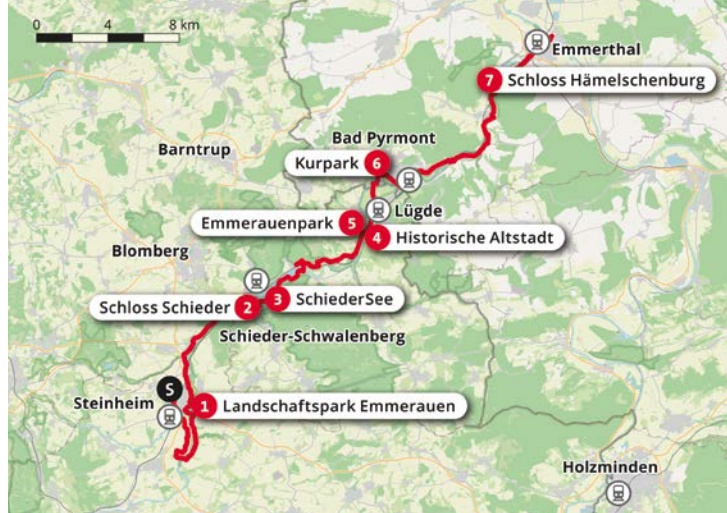 0 4 8 km
Emmerthal
7 Schloss Hämelschenburg
Bad Pyrmont
Barntrup
Kurpark 6
Lügde
Emmerauenpark 5
4 Historische Altstadt
Blomberg
Schloss Schieder 2
3 SchiederSee
Schieder-Schwalenberg
S
Steinheim
1 Landschaftspark Emmerauen
Holzminden